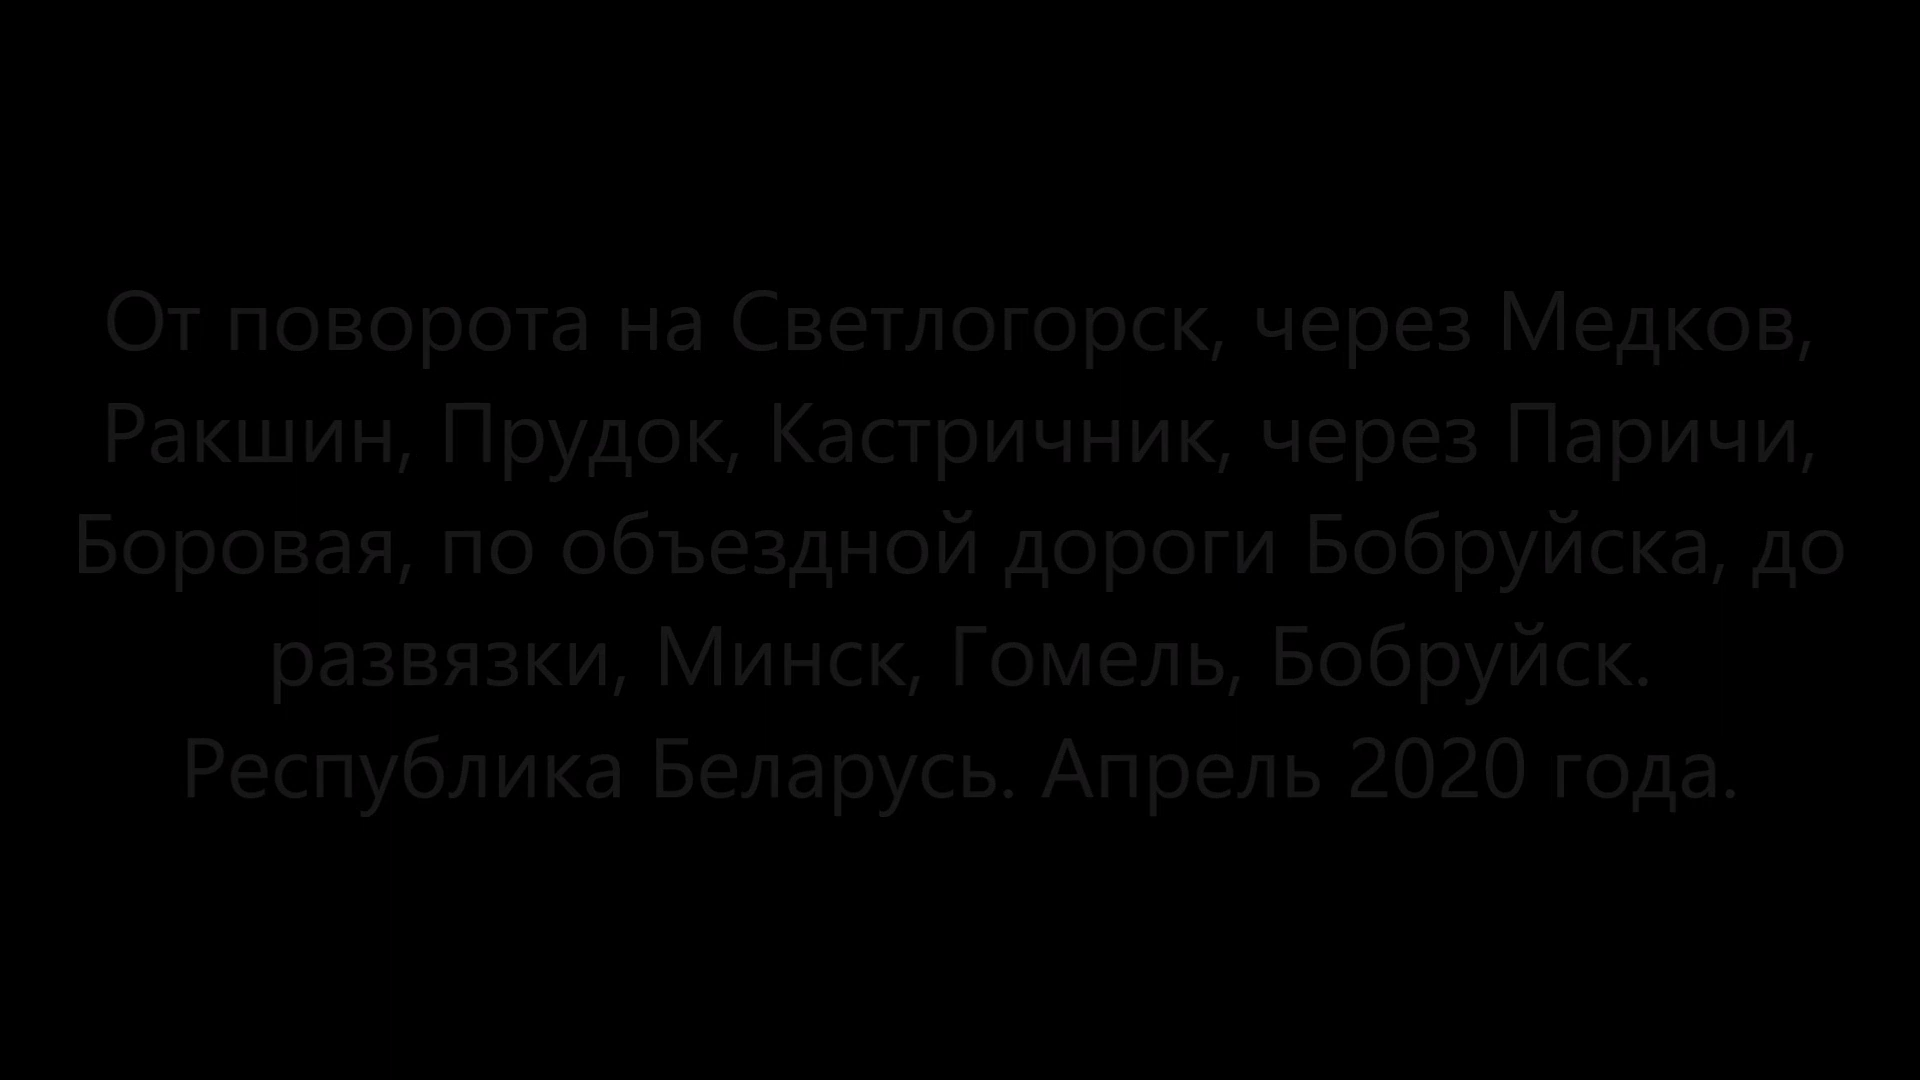 От поворота на Светлогорск, через Медков,
Ракшин, Прудок, Кастричник, через Паричи,
Боровая, по объездной дороги Бобруйска, до
развязки, Минск, Гомель, Бобруйск.
Республика Беларусь. Апрель 2020 года.